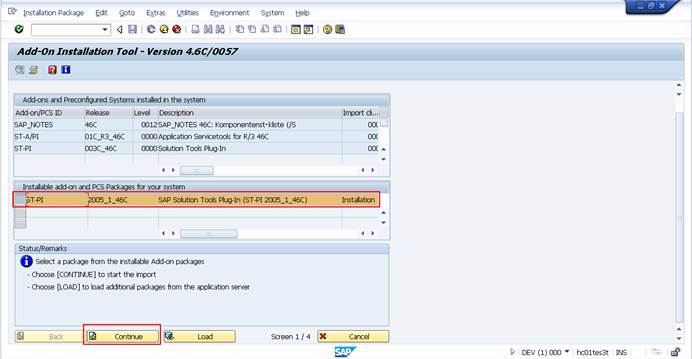 Installation Package Edit Goto Extras Utilities Environment System Help
Add-On Installation Tool - Version 4.6C/0057
Add-ons and Preconfigured Systems installed in the system
Add-on/PCS ID Release Level Description Import cli...
SAP_NOTES 46C 0012 SAP_NOTES 46C: Komponentenst÷kliste (/S 000
ST-A/PI 01C_R3_46C 0000 Application Servicetools for R/3 46C 000
ST-PI 003C_46C 0000 Solution Tools Plug-In 000
Installable add-on and PCS Packages for your system
ST-PI 2005_1_46C SAP Solution Tools Plug-In (ST-PI 2005_1_46C) Installation
Status/Remarks
Select a package from the installable Add-on packages
- Choose [CONTINUE] to start the import
- Choose [LOAD] to load additional packages from the application server
Back Continue Load Screen 1 / 4 Cancel
SAP DEV (1) 000 hc01tes3t INS